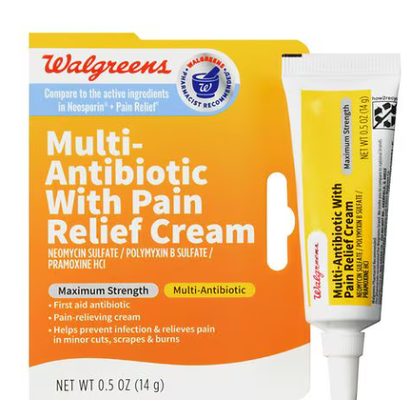 Walgreens
Compare to the active ingredients
in Neosporin® + Pain Relief*
WALGREENS
PHARMACIST RECOMMENDED
W
Multi-
Antibiotic
With Pain
Relief Cream
NEOMYCIN SULFATE / POLYMYXIN B SULFATE /
PRAMOXINE HCl
Maximum Strength
Multi-Antibiotic
• First aid antibiotic
• Pain-relieving cream
• Helps prevent infection & relieves pain
in minor cuts, scrapes & burns
NET WT 0.5 OZ (14 g)
Walgreens
Multi-Antibiotic With
Pain Relief Cream
NEOMYCIN SULFATE / POLYMYXIN B SULFATE /
PRAMOXINE HCl
Maximum Strength
NET WT 0.5 OZ (14 g)